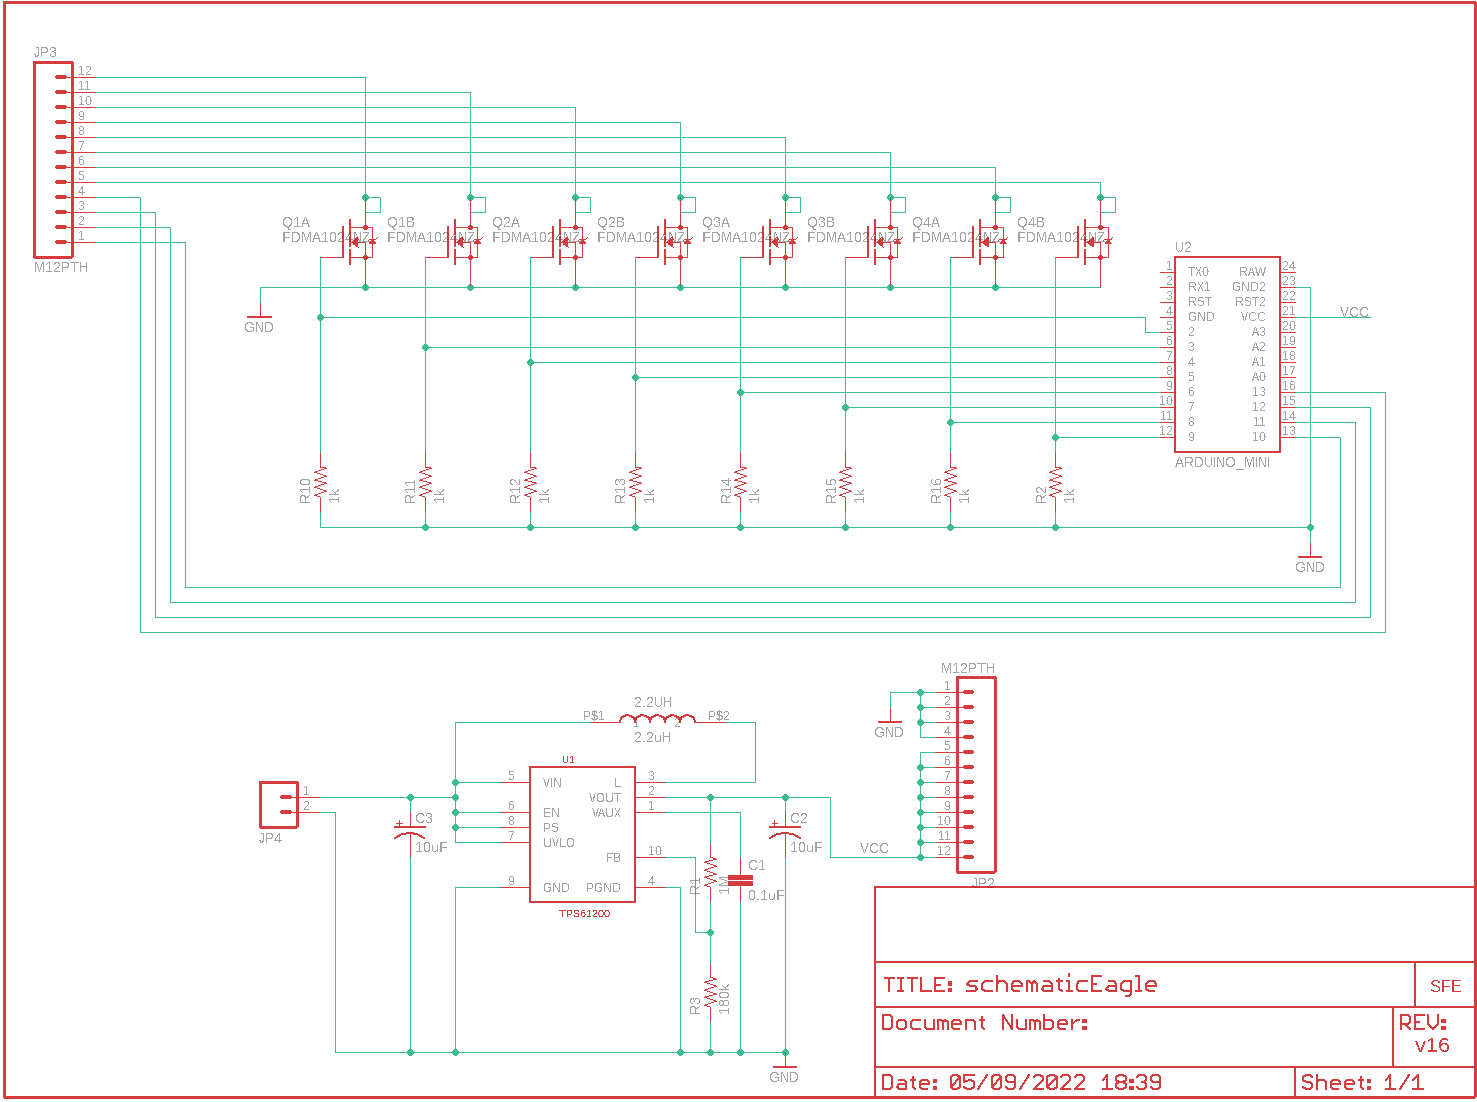 JP3
12
11
10
9
8
7
6
5
4
3
2
1
M12PTH
Q1A Q1B Q2A Q2B Q3A Q3B Q4A Q4B
FDMA1024NZ FDMA1024NZ FDMA1024NZ FDMA1024NZ FDMA1024NZ FDMA1024NZ FDMA1024NZ FDMA1024NZ
GND
U2
1 TX0 RAW 24
2 RX1 GND2 23
3 RST RST2 22
4 GND VCC 21 VCC
5 2 A3 20
6 3 A2 19
7 4 A1 18
8 5 A0 17
9 6 13 16
10 7 12 15
11 8 11 14
12 9 10 13
ARDUINO_MINI
R10 1k R11 1k R12 1k R13 1k R14 1k R15 1k R16 1k R2 1k
GND
M12PTH
1
2
3
4
5
6
7
8
9
10
11
12
JP2
GND
VCC
2.2UH
P$1 1 2 P$2
2.2uH
U1
5 VIN L 3
VOUT 2
6 EN VAUX 1
8 PS
7 UVLO
FB 10
9 GND PGND 4
TPS61200
1
2
JP4
+ C3
10uF
+ C2
10uF
R1 1M
C1
0.1uF
R3 180k
GND
TITLE: schematicEagle
SFE
Document Number:
REV:
v16
Date: 05/09/2022 18:39
Sheet: 1/1